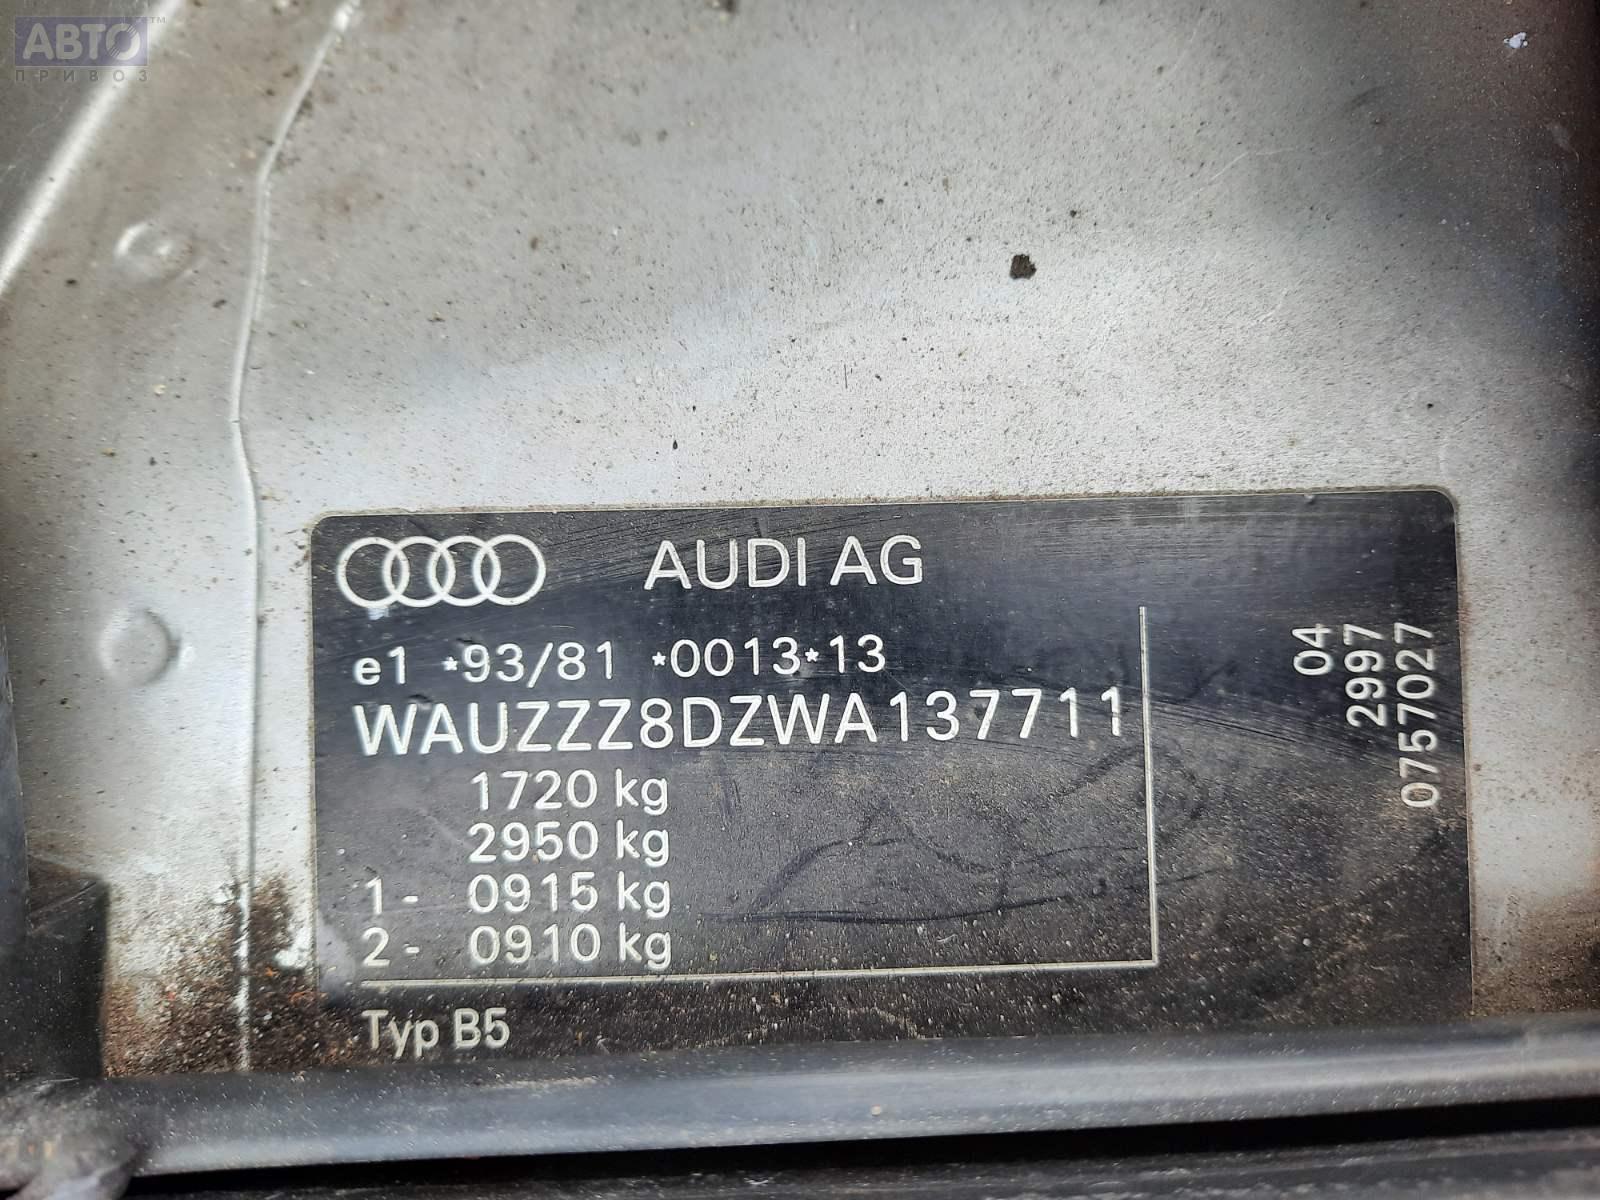 АВТО
ПРИВОЗ
AUDI AG
e1 *93/81 *0013*13
WAUZZZ8DZWA137711
1720 kg
2950 kg
1- 0915 kg
2- 0910 kg
Typ B5
04
2997
0757027